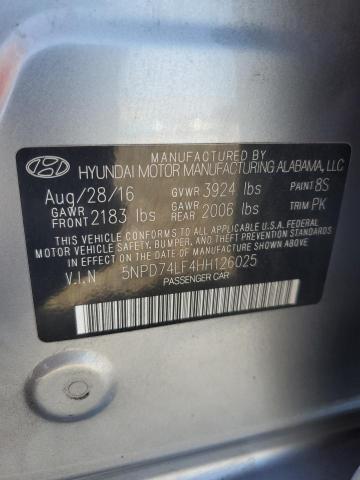 MANUFACTURED BY
HYUNDAI MOTOR MANUFACTURING ALABAMA, LLC
Aug/28/16 GVWR 3924 lbs PAINT 8S
GAWR FRONT 2183 lbs GAWR REAR 2006 lbs TRIM PK
THIS VEHICLE CONFORMS TO ALL APPLICABLE U.S.A. FEDERAL
MOTOR VEHICLE SAFETY, BUMPER, AND THEFT PREVENTION STANDARDS
IN EFFECT ON THE DATE OF MANUFACTURE SHOWN ABOVE.
V.I.N 5NPD74LF4HH126025
PASSENGER CAR